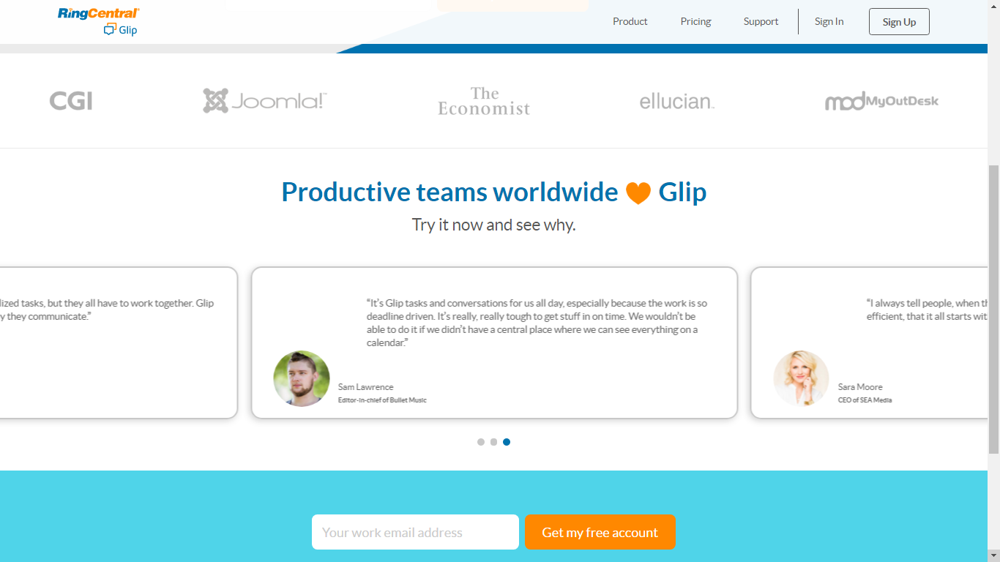 RingCentral®
Glip
Product
Pricing
Support
Sign In
Sign Up
CGI
Joomla!™
The
Economist
ellucian
mod MyOutDesk
Productive teams worldwide 🧡 Glip
Try it now and see why.
lized tasks, but they all have to work together. Glip
y they communicate.”
“It’s Glip tasks and conversations for us all day, especially because the work is so
deadline driven. It’s really, really tough to get stuff in on time. We wouldn’t be
able to do it if we didn’t have a central place where we can see everything on a
calendar.”
Sam Lawrence
Editor-in-chief of Bullet Music
“I always tell people, when th
efficient, that it all starts wit
Sara Moore
CEO of SEA Media
Your work email address
Get my free account